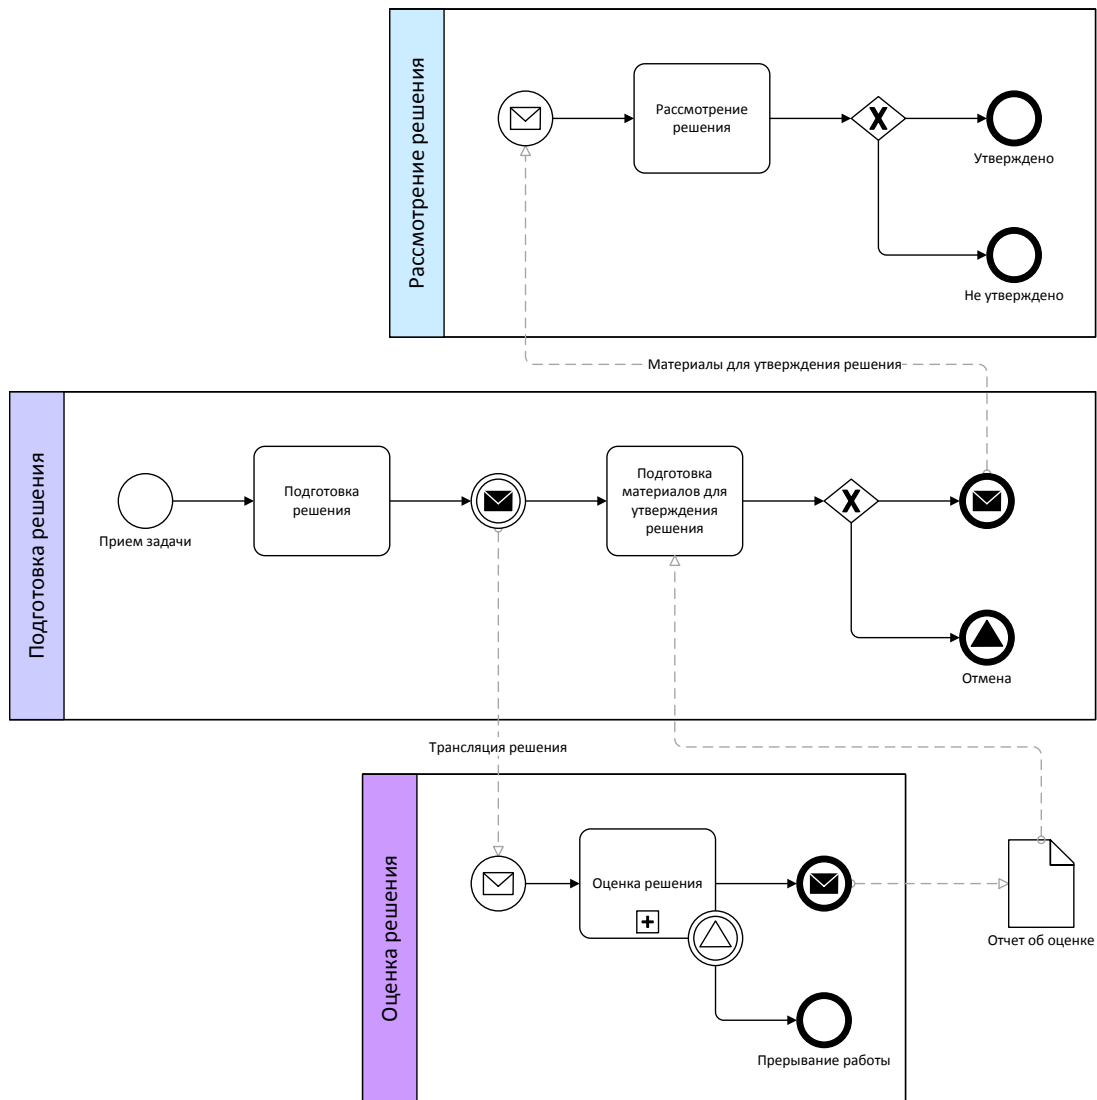 Рассмотрение решения
Рассмотрение
решения
X
Утверждено
Не утверждено
Материалы для утверждения решения
Подготовка решения
Прием задачи
Подготовка
решения
Подготовка
материалов для
утверждения
решения
X
Отмена
Трансляция решения
Оценка решения
Оценка решения
Отчет об оценке
Прерывание работы